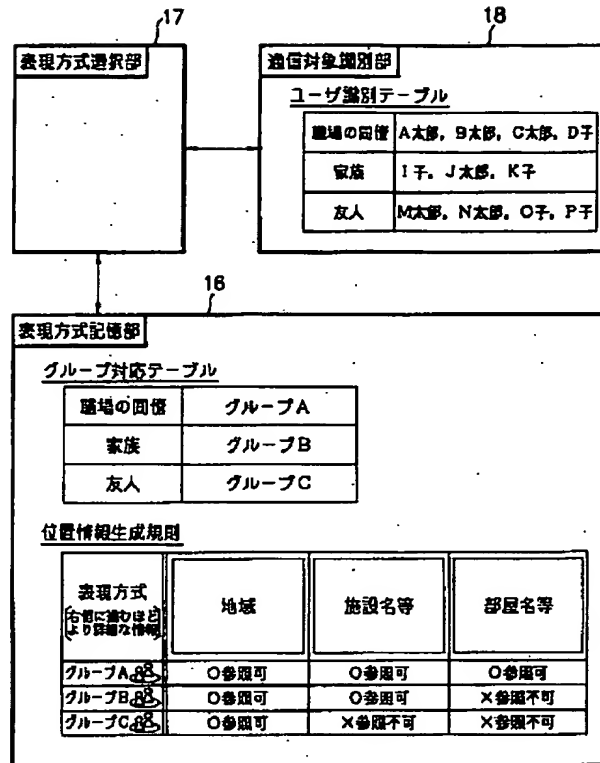 17
18
表現方式選択部
通信対象識別部
ユーザ識別テーブル
職場の同僚 A太郎，B太郎，C太郎，D子
家族 I子，J太郎，K子
友人 M太郎，N太郎，O子，P子
16
表現方式記憶部
グループ対応テーブル
職場の同僚 グループA
家族 グループB
友人 グループC
位置情報生成規則
表現方式 地域 施設名等 部屋名等
右側に進むほど
より詳細な情報
グループA ○参照可 ○参照可 ○参照可
グループB ○参照可 ○参照可 ×参照不可
グループC ○参照可 ×参照不可 ×参照不可